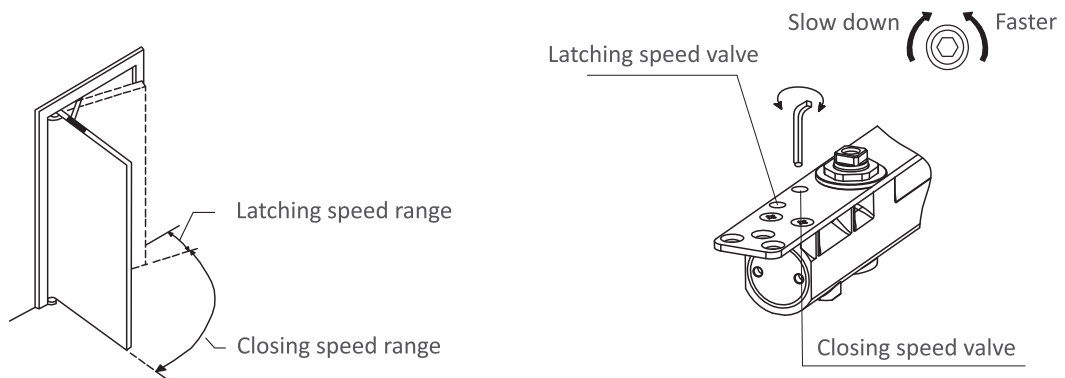 Slow down
Faster
Latching speed valve
Latching speed range
Closing speed range
Closing speed valve